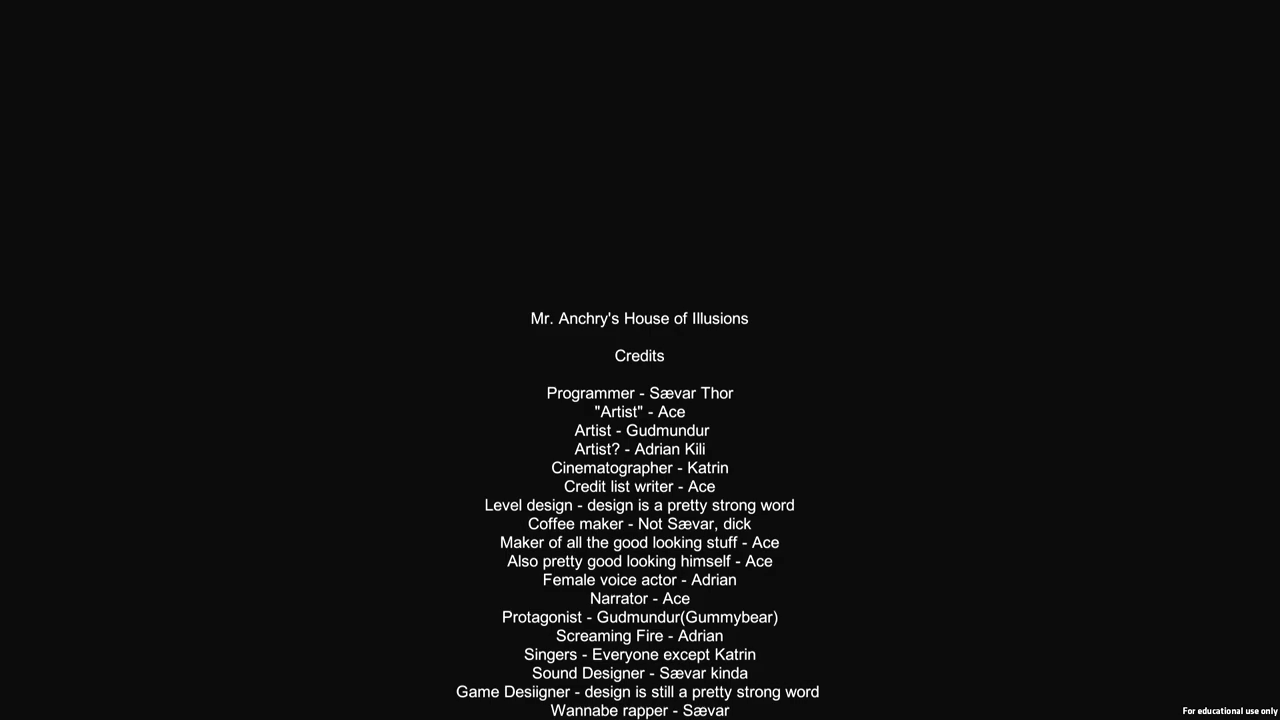 Mr. Anchry's House of Illusions
Credits
Programmer - Sævar Thor
"Artist" - Ace
Artist - Gudmundur
Artist? - Adrian Kili
Cinematographer - Katrin
Credit list writer - Ace
Level design - design is a pretty strong word
Coffee maker - Not Sævar, dick
Maker of all the good looking stuff - Ace
Also pretty good looking himself - Ace
Female voice actor - Adrian
Narrator - Ace
Protagonist - Gudmundur(Gummybear)
Screaming Fire - Adrian
Singers - Everyone except Katrin
Sound Designer - Sævar kinda
Game Desiigner - design is still a pretty strong word
Wannabe rapper - Sævar
For educational use only